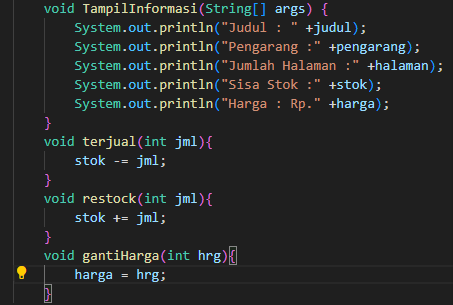 void TampilInformasi(String[] args) {
System.out.println("Judul : " +judul);
System.out.println("Pengarang :" +pengarang);
System.out.println("Jumlah Halaman :" +halaman);
System.out.println("Sisa Stok :" +stok);
System.out.println("Harga : Rp." +harga);
}
void terjual(int jml){
stok -= jml;
}
void restock(int jml){
stok += jml;
}
void gantiHarga(int hrg){
harga = hrg;
}